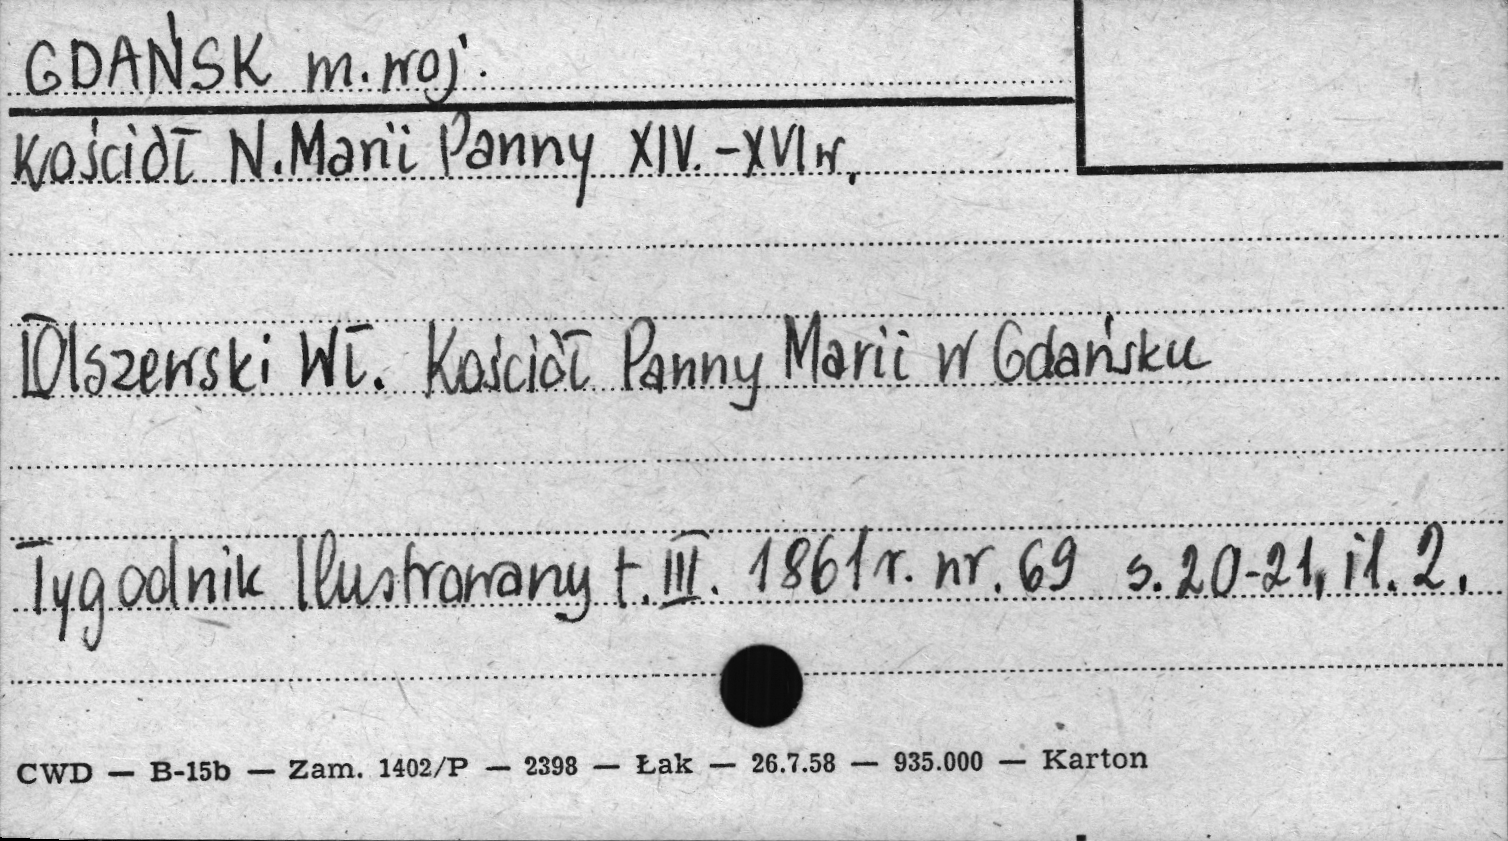 GDAŃSK m. woj.
Kościół N. Marii Panny XIV. - XVI w.
Olszewski Wł. Kościół Panny Marii w Gdańsku
Tygodnik Ilustrowany t. III. 1861 r. nr. 69 s. 20-21, il. 2.
CWD — B-15b — Zam. 1402/P — 2398 — Łak — 26.7.58 — 935.000 — Karton